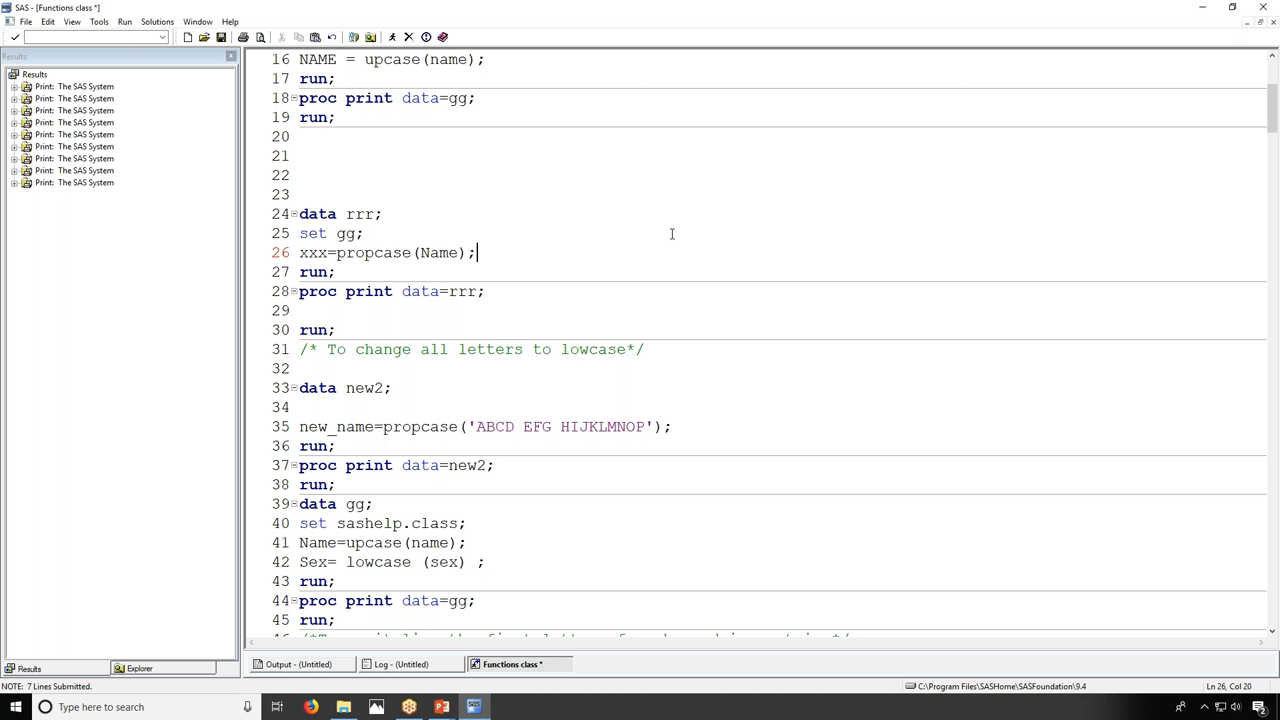 SAS - [Functions class *]
File Edit View Tools Run Solutions Window Help
Results
Results
Print: The SAS System
Print: The SAS System
Print: The SAS System
Print: The SAS System
Print: The SAS System
Print: The SAS System
Print: The SAS System
Print: The SAS System
Print: The SAS System
16 NAME = upcase(name);
17 run;
18 proc print data=gg;
19 run;
20
21
22
23
24 data rrr;
25 set gg;
26 xxx=propcase(Name);
27 run;
28 proc print data=rrr;
29
30 run;
31 /* To change all letters to lowcase*/
32
33 data new2;
34
35 new_name=propcase('ABCD EFG HIJKLMNOP');
36 run;
37 proc print data=new2;
38 run;
39 data gg;
40 set sashelp.class;
41 Name=upcase(name);
42 Sex= lowcase (sex) ;
43 run;
44 proc print data=gg;
45 run;
Results Explorer
Output - (Untitled) Log - (Untitled) Functions class *
NOTE: 7 Lines Submitted. C:\Program Files\SASHome\SASFoundation\9.4 Ln 26, Col 20
Type here to search